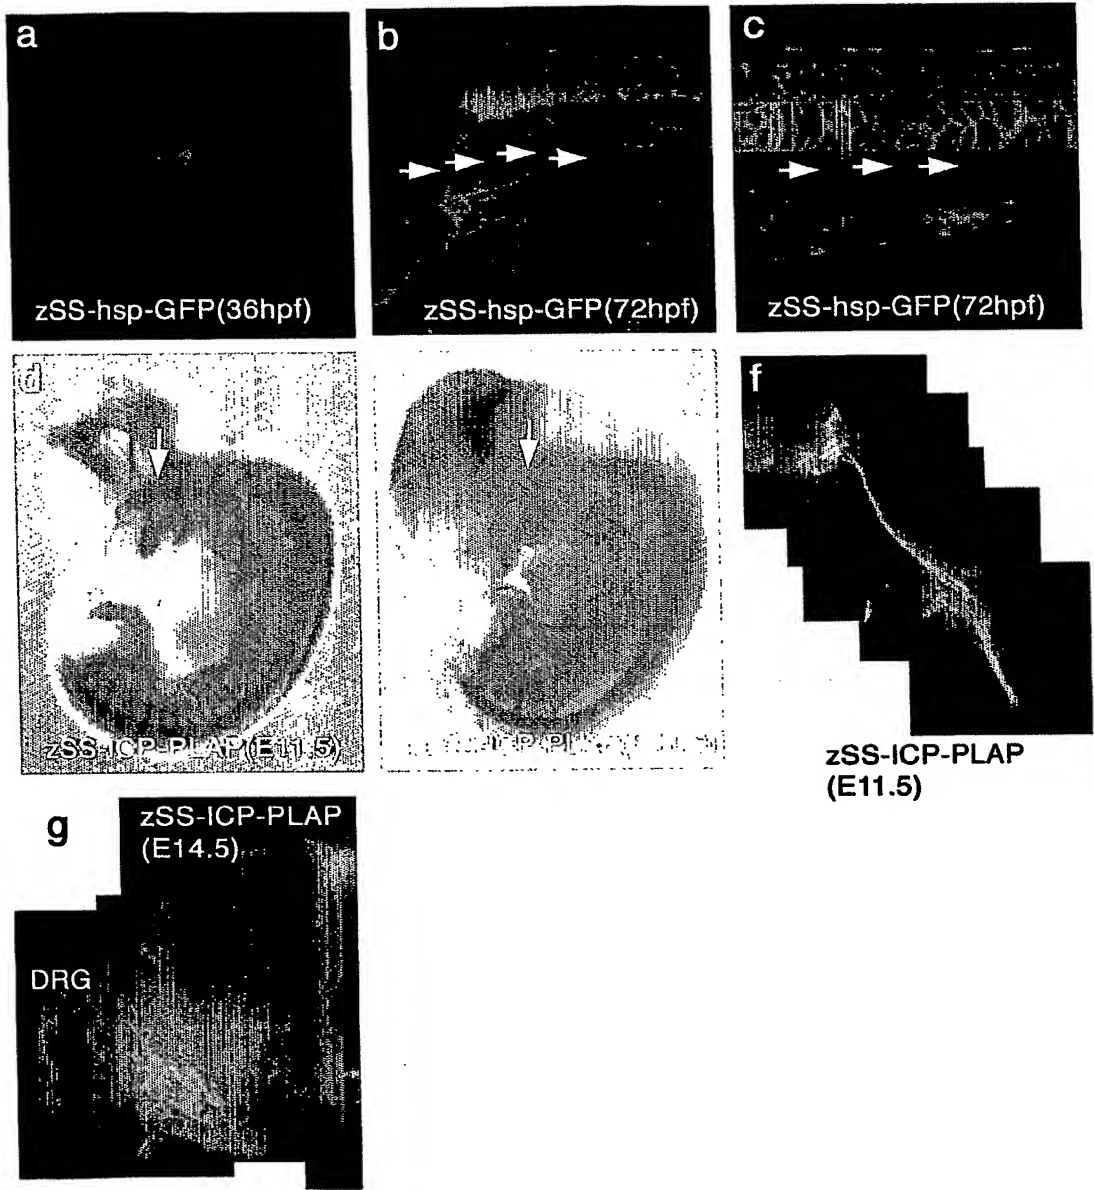 a
b
c
zSS-hsp-GFP(36hpf)
zSS-hsp-GFP(72hpf)
zSS-hsp-GFP(72hpf)
d
f
zSS-ICP-PLAP(E11.5)
zSS-ICP-PLAP
(E11.5)
g
zSS-ICP-PLAP
(E14.5)
DRG